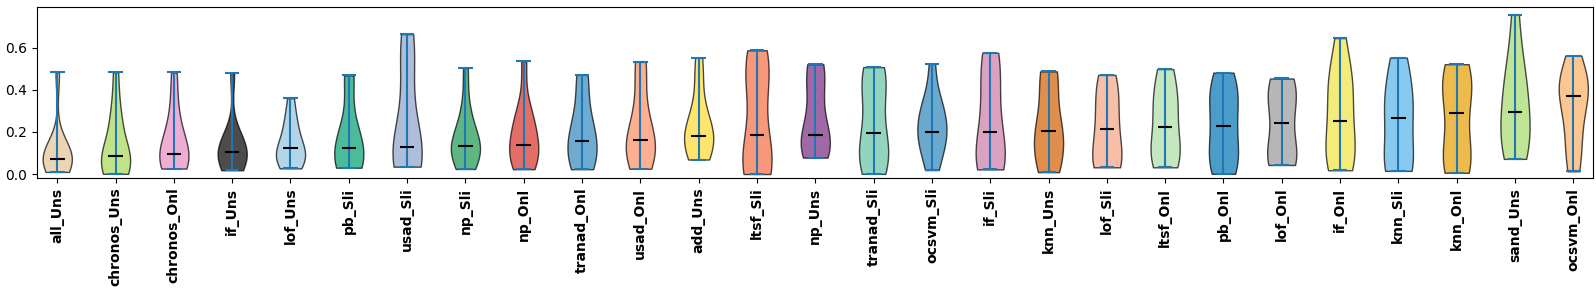 0.6
0.4
0.2
0.0
all_Uns
chronos_Uns
chronos_Onl
if_Uns
lof_Uns
pb_Sli
usad_Sli
np_Sli
np_Onl
tranad_Onl
usad_Onl
add_Uns
ltsf_Sli
np_Uns
tranad_Sli
ocsvm_Sli
if_Sli
knn_Uns
lof_Sli
ltsf_Onl
pb_Onl
lof_Onl
if_Onl
knn_Sli
knn_Onl
sand_Uns
ocsvm_Onl